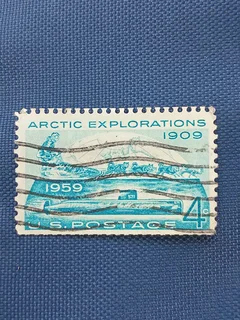 ARCTIC EXPLORATIONS
1909
1959
4¢
U.S. POSTAGE